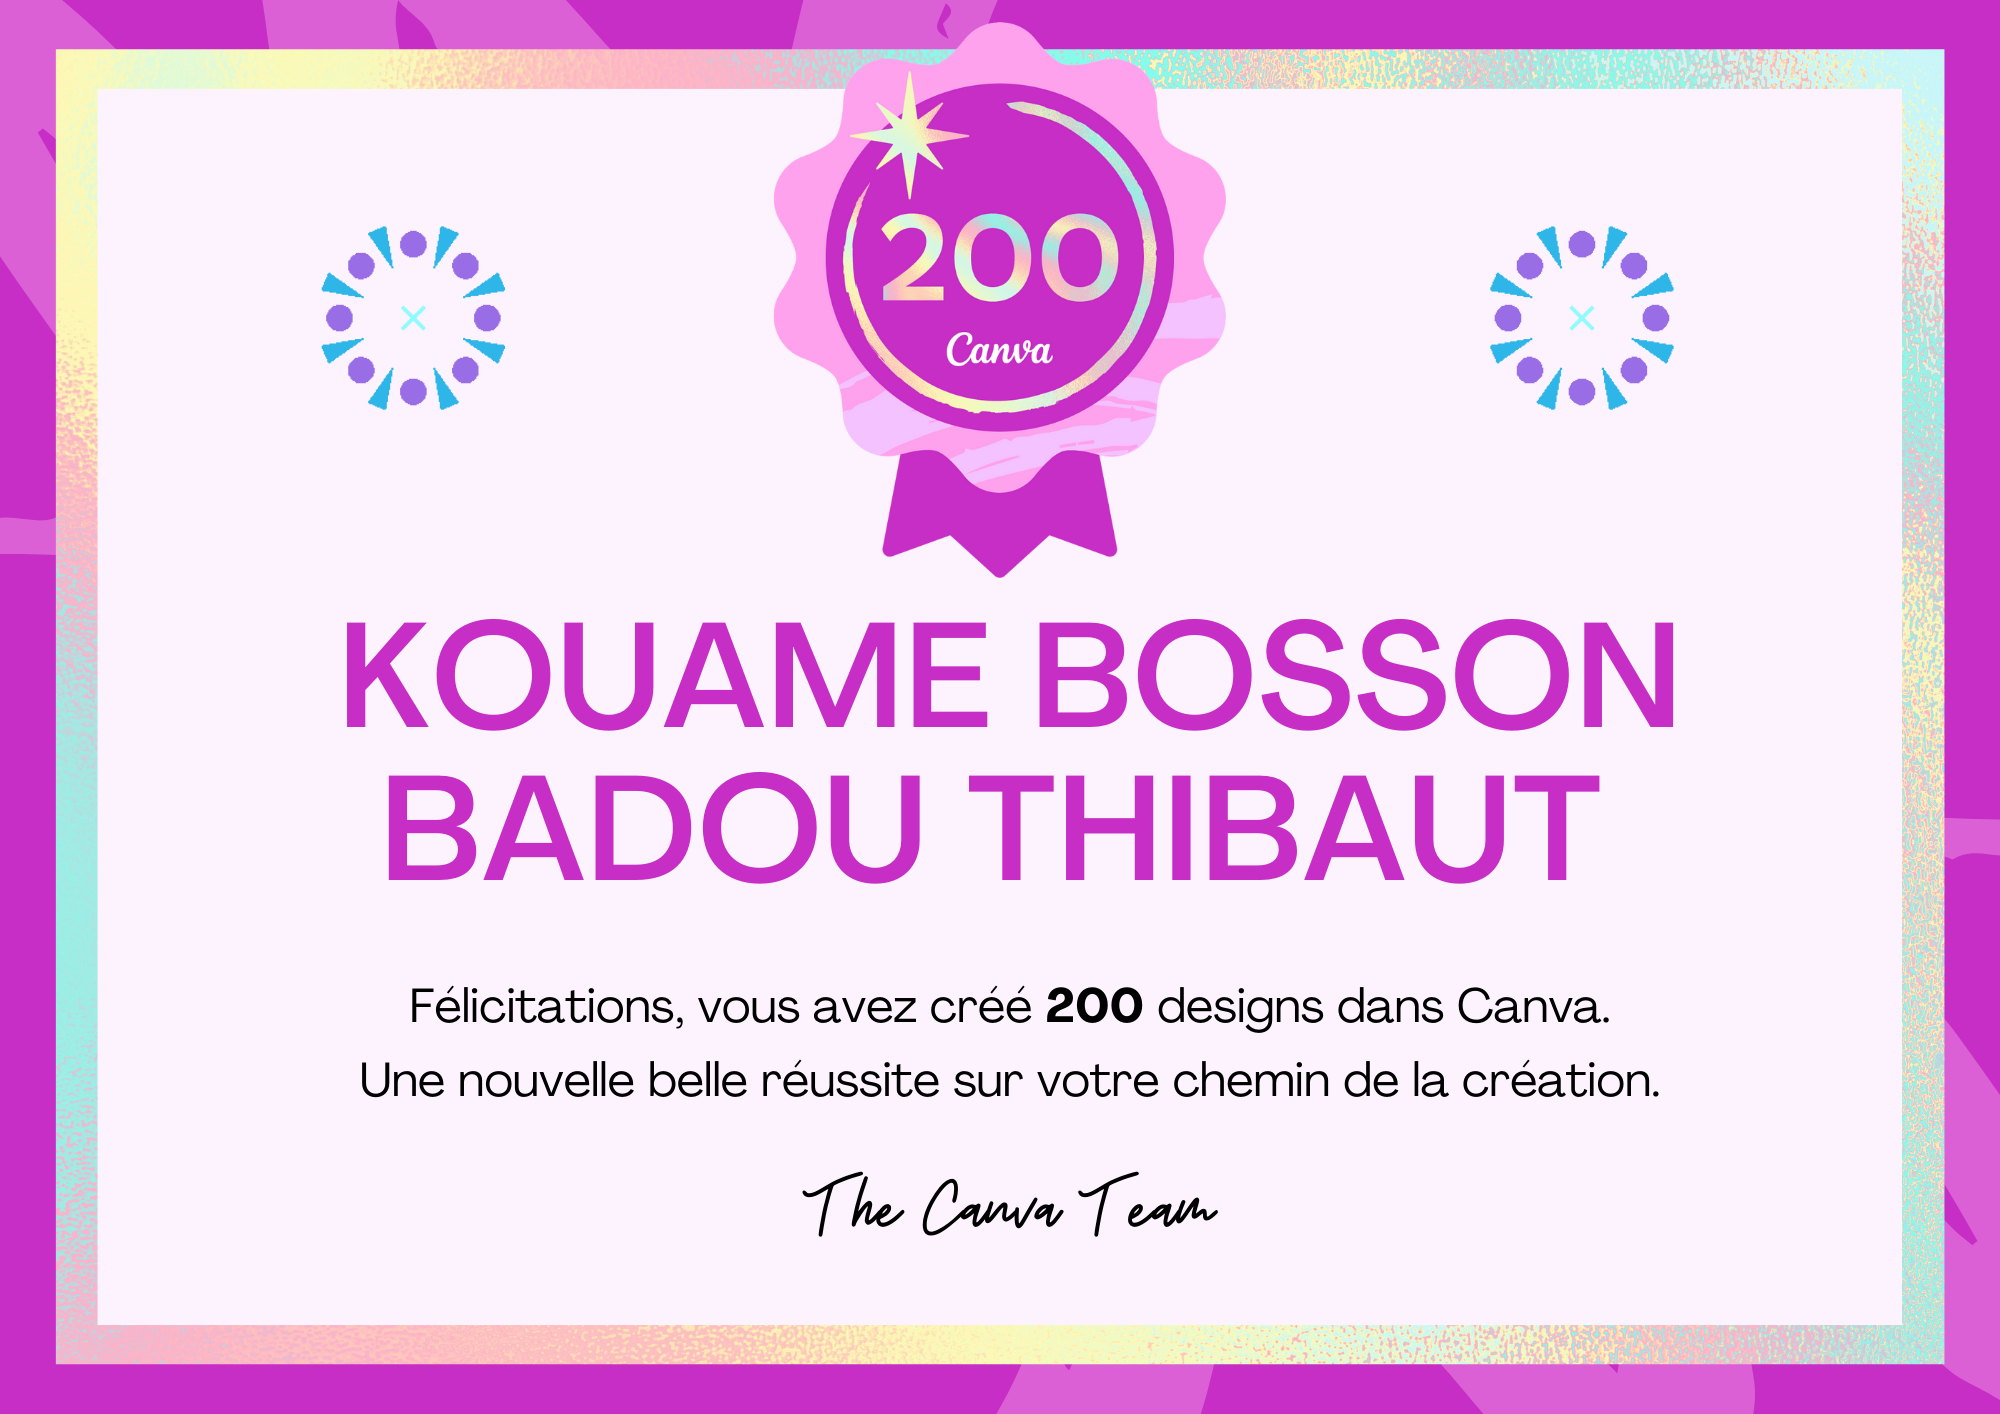 200
Canva
KOUAME BOSSON
BADOU THIBAUT
Félicitations, vous avez créé 200 designs dans Canva.
Une nouvelle belle réussite sur votre chemin de la création.
The Canva Team